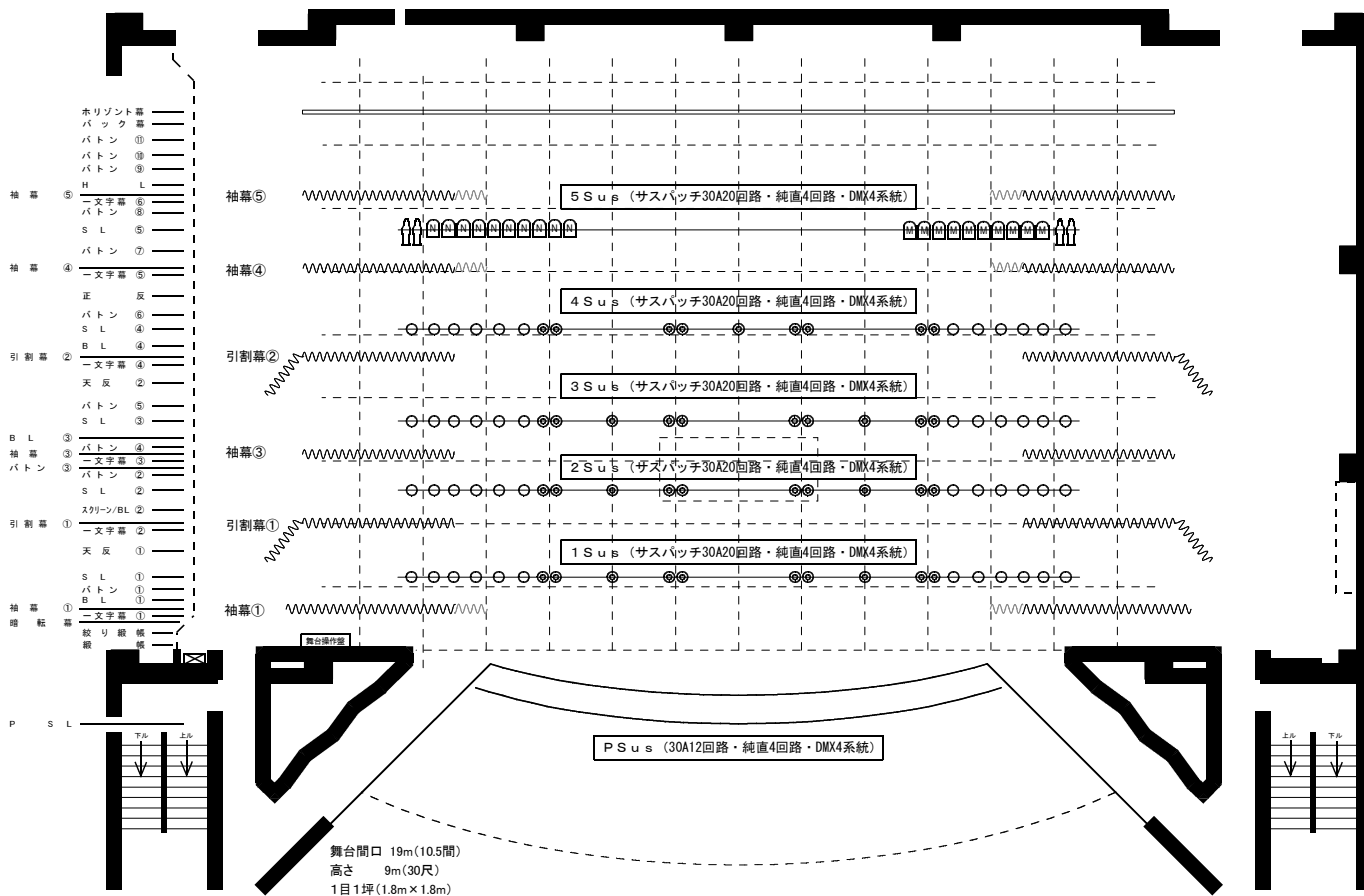 ホリゾント幕
バック幕
バトン ⑪
バトン ⑩
バトン ⑨
H L
袖幕 ⑤
一文字幕 ⑥
バトン ⑧
S L ⑤
バトン ⑦
袖幕 ④
一文字幕 ⑤
正反
バトン ⑥
S L ④
B L ④
引割幕 ②
一文字幕 ④
天反 ②
バトン ⑤
S L ③
B L ③
バトン ④
袖幕 ③
一文字幕 ③
バトン ③
バトン ②
S L ②
スクリーン/BL ②
引割幕 ①
一文字幕 ②
天反 ①
S L ①
バトン ①
B L ①
袖幕 ①
一文字幕 ①
暗転幕
絞り緞帳
緞帳
P S L
下ル 上ル
袖幕⑤
5Sus (サスパッチ30A20回路・純直4回路・DMX4系統)
N N N N N N N N N N
M M M M M M M M M M
袖幕④
4Sus (サスパッチ30A20回路・純直4回路・DMX4系統)
引割幕②
3Sus (サスパッチ30A20回路・純直4回路・DMX4系統)
袖幕③
2Sus (サスパッチ30A20回路・純直4回路・DMX4系統)
引割幕①
1Sus (サスパッチ30A20回路・純直4回路・DMX4系統)
袖幕①
舞台操作盤
PSus (30A12回路・純直4回路・DMX4系統)
上ル 下ル
舞台間口 19m(10.5間)
高さ 9m(30尺)
1目1坪(1.8m×1.8m)